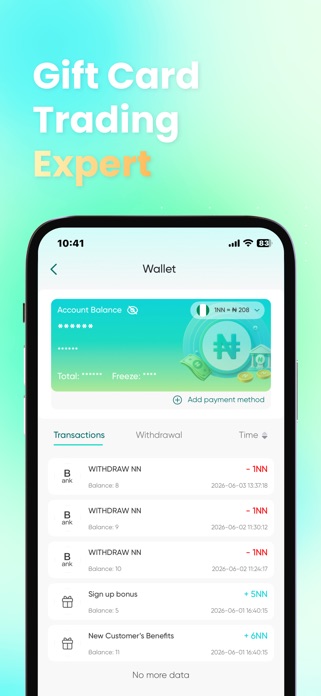 Gift Card
Trading
Expert
10:41
83
Wallet
Account Balance
1NN = ₦ 208
******
******
Total: ****** Freeze: ****
₦
Add payment method
Transactions Withdrawal Time
B
ank
WITHDRAW NN - 1NN
Balance: 8 2026-06-03 13:37:18
B
ank
WITHDRAW NN - 1NN
Balance: 9 2026-06-02 11:30:12
B
ank
WITHDRAW NN - 1NN
Balance: 10 2026-06-02 11:24:17
Sign up bonus + 5NN
Balance: 5 2026-06-01 16:40:15
New Customer's Benefits + 6NN
Balance: 11 2026-06-01 16:40:15
No more data